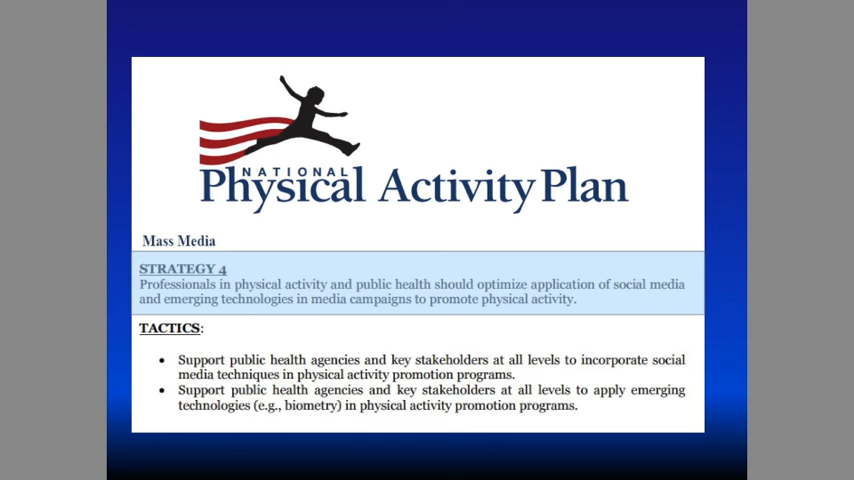 NATIONAL
Physical Activity Plan
Mass Media
STRATEGY 4
Professionals in physical activity and public health should optimize application of social media
and emerging technologies in media campaigns to promote physical activity.
TACTICS:
• Support public health agencies and key stakeholders at all levels to incorporate social
media techniques in physical activity promotion programs.
• Support public health agencies and key stakeholders at all levels to apply emerging
technologies (e.g., biometry) in physical activity promotion programs.